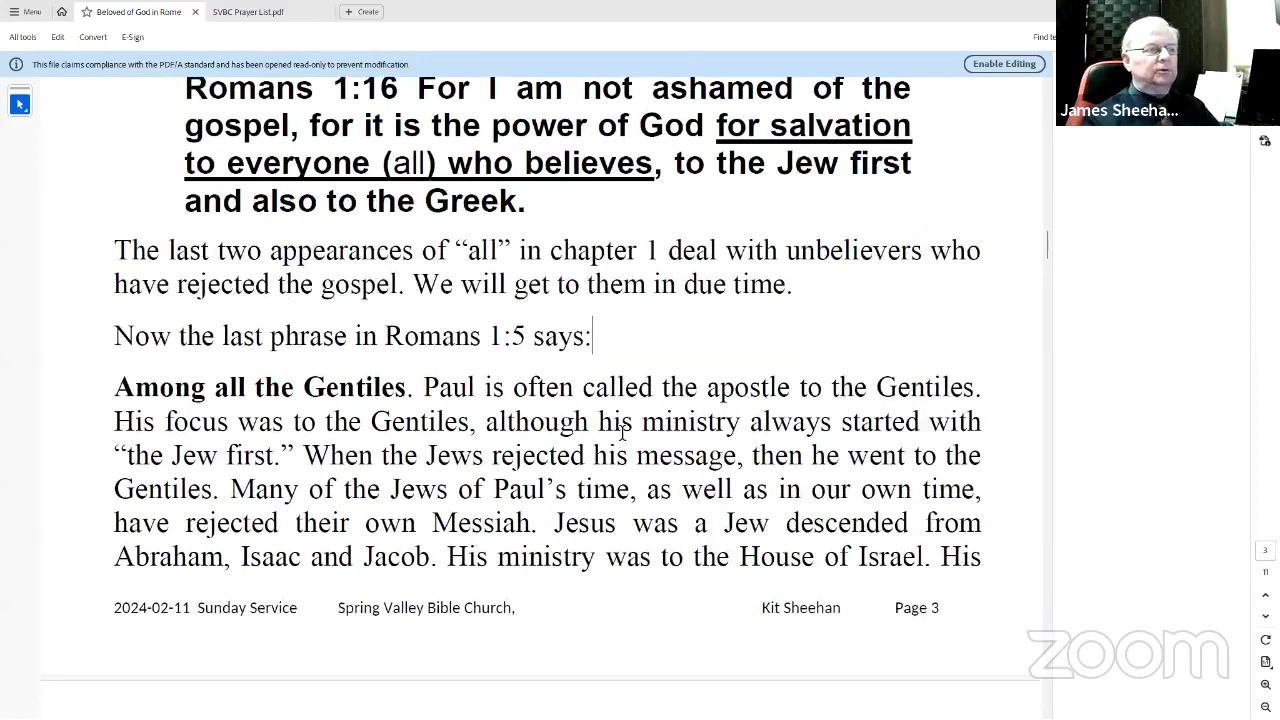 Menu
Beloved of God in Rome
SVBC Prayer List.pdf
Create
All tools Edit Convert E-Sign
Find te
This file claims compliance with the PDF/A standard and has been opened read-only to prevent modification.
Enable Editing
James Sheeha...
Romans 1:16 For I am not ashamed of the
gospel, for it is the power of God for salvation
to everyone (all) who believes, to the Jew first
and also to the Greek.
The last two appearances of “all” in chapter 1 deal with unbelievers who
have rejected the gospel. We will get to them in due time.
Now the last phrase in Romans 1:5 says:
Among all the Gentiles. Paul is often called the apostle to the Gentiles.
His focus was to the Gentiles, although his ministry always started with
“the Jew first.” When the Jews rejected his message, then he went to the
Gentiles. Many of the Jews of Paul’s time, as well as in our own time,
have rejected their own Messiah. Jesus was a Jew descended from
Abraham, Isaac and Jacob. His ministry was to the House of Israel. His
2024-02-11 Sunday Service Spring Valley Bible Church, Kit Sheehan Page 3
3
11
zoom